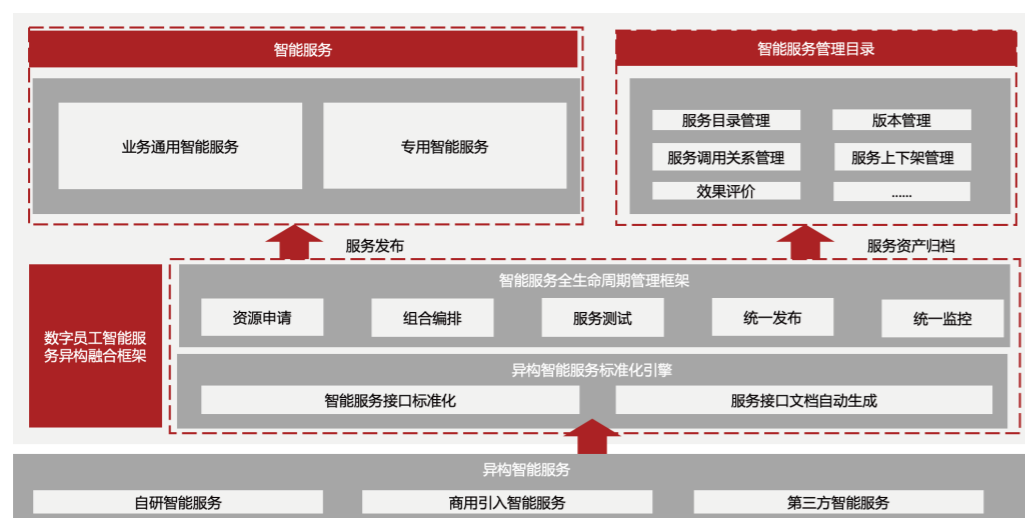 智能服务
业务通用智能服务
专用智能服务
智能服务管理目录
服务目录管理
版本管理
服务调用关系管理
服务上下架管理
效果评价
......
服务发布
服务资产归档
数字员工智能服
务异构融合框架
智能服务全生命周期管理框架
资源申请
组合编排
服务测试
统一发布
统一监控
异构智能服务标准化引擎
智能服务接口标准化
服务接口文档自动生成
异构智能服务
自研智能服务
商用引入智能服务
第三方智能服务